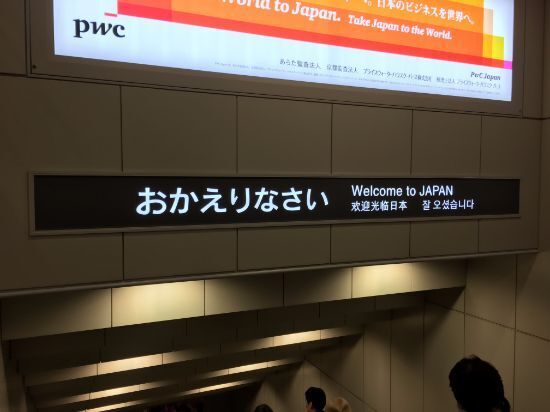 World to Japan. Take Japan to the World.
日本のビジネスを世界へ。
pwc
PwC Japan
おかえりなさい
Welcome to JAPAN
欢迎光临日本 잘 오셨습니다